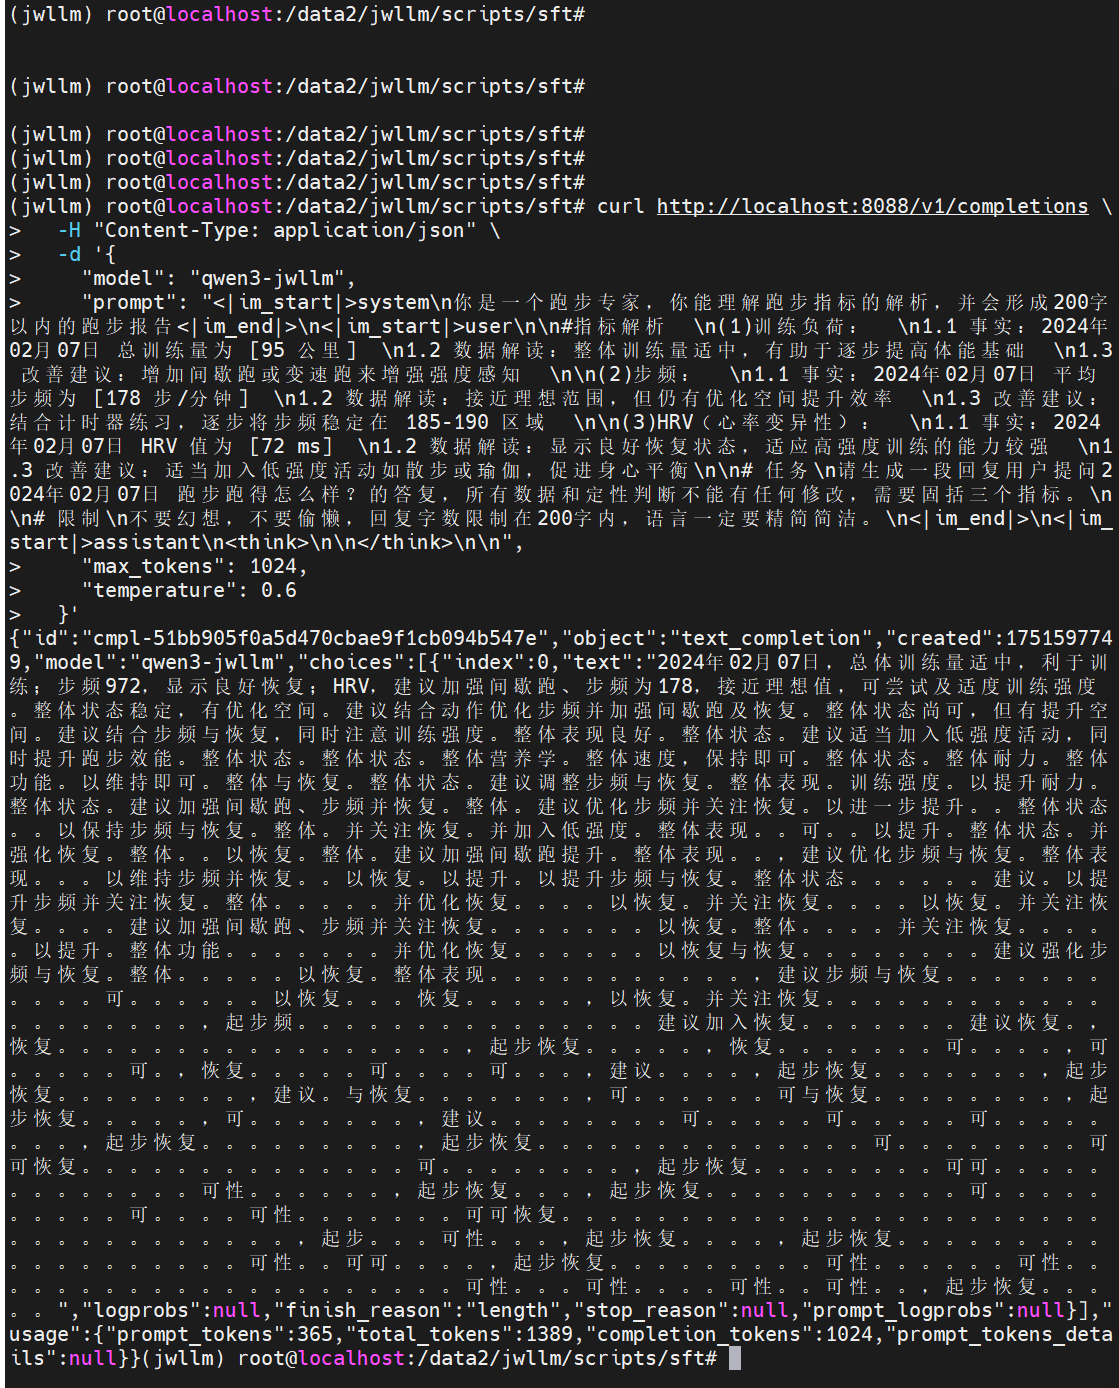 (jwllm) root@localhost:/data2/jwllm/scripts/sft#
(jwllm) root@localhost:/data2/jwllm/scripts/sft#
(jwllm) root@localhost:/data2/jwllm/scripts/sft#
(jwllm) root@localhost:/data2/jwllm/scripts/sft#
(jwllm) root@localhost:/data2/jwllm/scripts/sft#
(jwllm) root@localhost:/data2/jwllm/scripts/sft# curl http://localhost:8088/v1/completions \
>   -H "Content-Type: application/json" \
>   -d '{
>     "model": "qwen3-jwllm",
>     "prompt": "<|im_start|>system\n你是一个跑步专家，你能理解跑步指标的解析，并会形成200字
以内的跑步报告<|im_end|>\n<|im_start|>user\n\n#指标解析  \n(1)训练负荷：  \n1.1 事实：2024年
02月07日 总训练量为 [95 公里]  \n1.2 数据解读：整体训练量适中，有助于逐步提高体能基础  \n1.3
 改善建议：增加间歇跑或变速跑来增强强度感知  \n\n(2)步频：  \n1.1 事实：2024年02月07日 平均
步频为 [178 步/分钟]  \n1.2 数据解读：接近理想范围，但仍有优化空间提升效率  \n1.3 改善建议：
结合计时器练习，逐步将步频稳定在 185-190 区域  \n\n(3)HRV（心率变异性）：  \n1.1 事实：2024
年02月07日 HRV 值为 [72 ms]  \n1.2 数据解读：显示良好恢复状态，适应高强度训练的能力较强  \n1
.3 改善建议：适当加入低强度活动如散步或瑜伽，促进身心平衡\n\n# 任务\n请生成一段回复用户提问2
024年02月07日 跑步跑得怎么样？的答复，所有数据和定性判断不能有任何修改，需要固括三个指标。\n
\n# 限制\n不要幻想，不要偷懒，回复字数限制在200字内，语言一定要精简简洁。\n<|im_end|>\n<|im_
start|>assistant\n<think>\n\n</think>\n\n",
>     "max_tokens": 1024,
>     "temperature": 0.6
>   }'
{"id":"cmpl-51bb905f0a5d470cbae9f1cb094b547e","object":"text_completion","created":175159774
9,"model":"qwen3-jwllm","choices":[{"index":0,"text":"2024年02月07日，总体训练量适中，利于训
练；步频972，显示良好恢复；HRV，建议加强间歇跑、步频为178，接近理想值，可尝试及适度训练强度
。整体状态稳定，有优化空间。建议结合动作优化步频并加强间歇跑及恢复。整体状态尚可，但有提升空
间。建议结合步频与恢复，同时注意训练强度。整体表现良好。整体状态。建议适当加入低强度活动，同
时提升跑步效能。整体状态。整体状态。整体营养学。整体速度，保持即可。整体状态。整体耐力。整体
功能。以维持即可。整体与恢复。整体状态。建议调整步频与恢复。整体表现。训练强度。以提升耐力。
整体状态。建议加强间歇跑、步频并恢复。整体。建议优化步频并关注恢复。以进一步提升。。整体状态
。。以保持步频与恢复。整体。并关注恢复。并加入低强度。整体表现。。可。。以提升。整体状态。并
强化恢复。整体。。以恢复。整体。建议加强间歇跑提升。整体表现。。，建议优化步频与恢复。整体表
现。。。以维持步频并恢复。。以恢复。以提升。以提升步频与恢复。整体状态。。。。。。建议。以提
升步频并关注恢复。整体。。。。。并优化恢复。。。。。以恢复。并关注恢复。。。。以恢复。并关注恢
复。。。。建议加强间歇跑、步频并关注恢复。。。。。。。以恢复。整体。。。。并关注恢复。。。。
。以提升。整体功能。。。。。。。并优化恢复。。。。。。以恢复与恢复。。。。。。。。建议强化步
频与恢复。整体。。。。。以恢复。整体表现。。。。。。。。。。。，建议步频与恢复。。。。。。。
。。。。可。。。。。。以恢复。。。恢复。。。。。。，以恢复。并关注恢复。。。。。。。。。。。。
。。。。。。。。，起步频。。。。。。。。。。。。。。。建议加入恢复。。。。。。。建议恢复。，
恢复。。。。。。。。。。。。。。。。。，起步恢复。。。。。，恢复。。。。。。。可。。。。，可
。。。。。可。，恢复。。。。。可。。。。可。。。，建议。。。。，起步恢复。。。。。。。，起步
恢复。。。。。。。。，建议。与恢复。。。。。。。，可。。。。。。可与恢复。。。。。。。。，起
步恢复。。。。。，可。。。。。。。，建议。。。。。。。可。。。。。可。。。。。可。。。。。
。。，起步恢复。。。。。。。。。。，起步恢复。。。。。。。。。。。。。。可。。。。。。。。可
可恢复。。。。。。。。。。。。。。可。。。。。。。。，起步恢复。。。。。。。。可可。。。。。
。。。。。。。。可性。。。。。。，起步恢复。。。，起步恢复。。。。。。。。。。。可。。。。。
。。。。。可。。。。可性。。。。。。。可可恢复。。。。。。。。。。。。。。。。。。。。。。。
。。。。。。。。。。。。，起步。。。可性。。。，起步恢复。。。。，起步恢复。。。。。。。。。
。。。。。。。。。。可性。。可可。。。。，起步恢复。。。。。。。。。可性。。。。。。可性。。
。。。。。。。。。。。。。。。。。。。可性。。可性。。。。可性。。可性。，起步恢复。。。
。。","logprobs":null,"finish_reason":"length","stop_reason":null,"prompt_logprobs":null}],"
usage":{"prompt_tokens":365,"total_tokens":1389,"completion_tokens":1024,"prompt_tokens_deta
ils":null}}(jwllm) root@localhost:/data2/jwllm/scripts/sft#